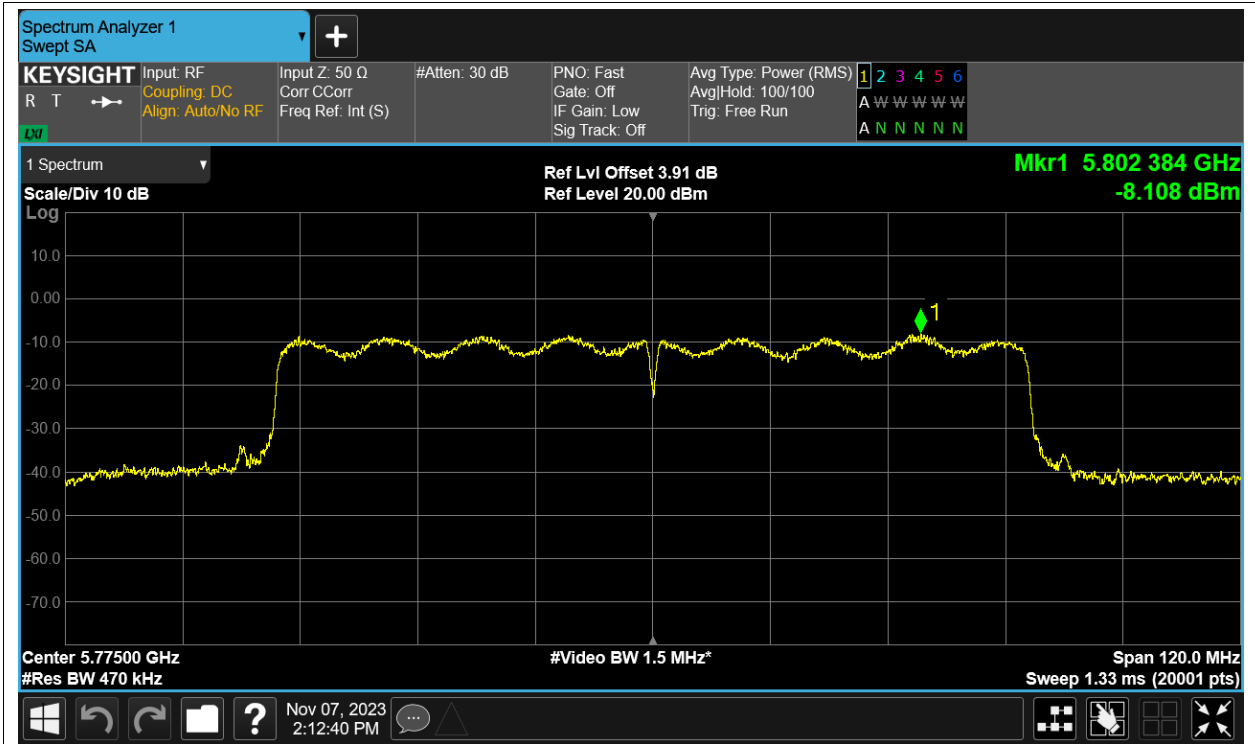 Spectrum Analyzer 1
Swept SA
+
KEYSIGHT
R T
LXI
Input: RF
Coupling: DC
Align: Auto/No RF
Input Z: 50 Ω
Corr CCorr
Freq Ref: Int (S)
#Atten: 30 dB
PNO: Fast
Gate: Off
IF Gain: Low
Sig Track: Off
Avg Type: Power (RMS)
Avg|Hold: 100/100
Trig: Free Run
1 2 3 4 5 6
A W W W W W
A N N N N N
1 Spectrum
Scale/Div 10 dB
Log
Ref Lvl Offset 3.91 dB
Ref Level 20.00 dBm
Mkr1 5.802 384 GHz
-8.108 dBm
10.0
0.00
-10.0
-20.0
-30.0
-40.0
-50.0
-60.0
-70.0
1
Center 5.77500 GHz
#Res BW 470 kHz
#Video BW 1.5 MHz*
Span 120.0 MHz
Sweep 1.33 ms (20001 pts)
?
Nov 07, 2023
2:12:40 PM